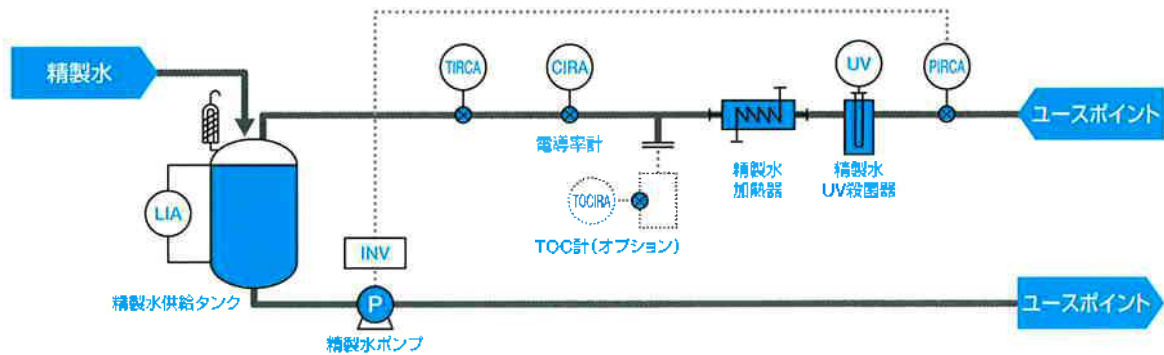 精製水
TIRCA
CIRA
UV
PIRCA
ユースポイント
電導率計
精製水
加熱器
精製水
UV殺菌器
LIA
TOCIRA
TOC計(オプション)
INV
精製水供給タンク
P
ユースポイント
精製水ポンプ